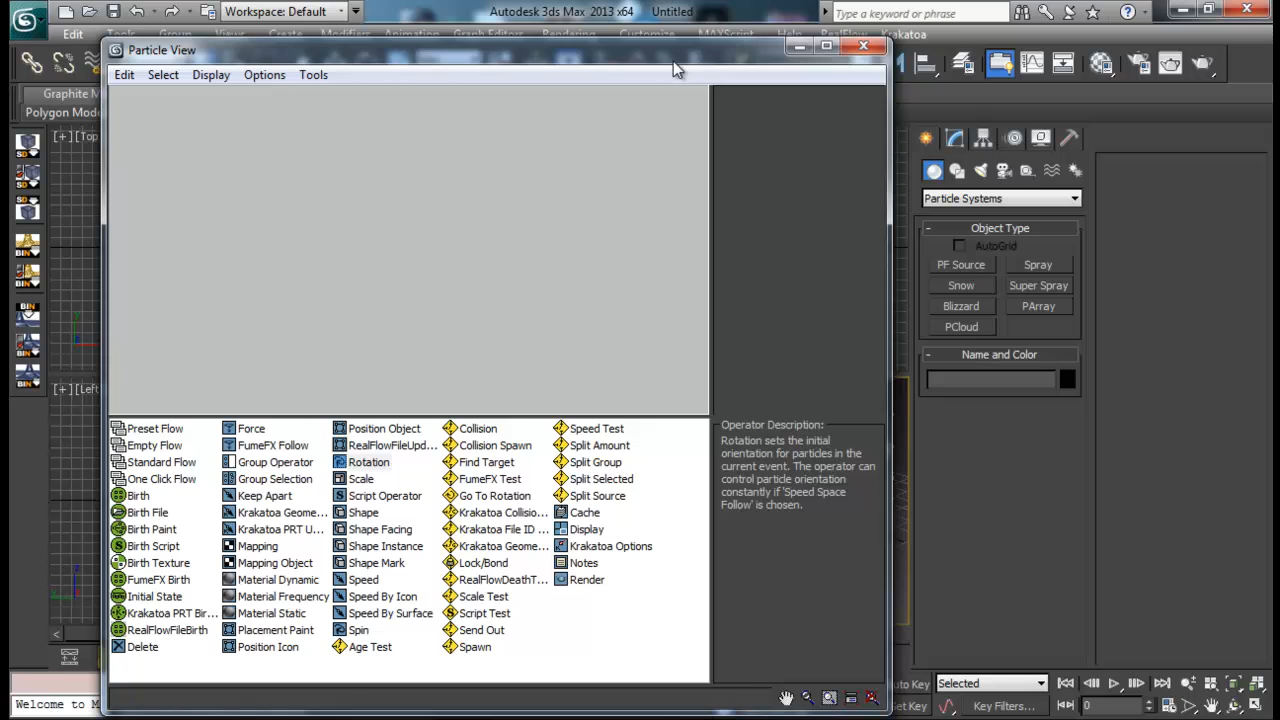 Workspace: Default
Autodesk 3ds Max 2013 x64 Untitled
Type a keyword or phrase
Edit Tools Group Views Create Modifiers Animation Graph Editors Rendering Customize MAXScript RealFlow Krakatoa
Particle View
Edit Select Display Options Tools
Graphite M
Polygon Mode
[+][Top
[+][Left
Particle Systems
- Object Type
AutoGrid
PF Source Spray
Snow Super Spray
Blizzard PArray
PCloud
- Name and Color
Preset Flow Force Position Object Collision Speed Test
Empty Flow FumeFX Follow RealFlowFileUpd... Collision Spawn Split Amount
Standard Flow Group Operator Rotation Find Target Split Group
One Click Flow Group Selection Scale FumeFX Test Split Selected
Birth Keep Apart Script Operator Go To Rotation Split Source
Birth File Krakatoa Geome... Shape Krakatoa Collisio... Cache
Birth Paint Krakatoa PRT U... Shape Facing Krakatoa File ID ... Display
Birth Script Mapping Shape Instance Krakatoa Geome... Krakatoa Options
Birth Texture Mapping Object Shape Mark Lock/Bond Notes
FumeFX Birth Material Dynamic Speed RealFlowDeathT... Render
Initial State Material Frequency Speed By Icon Scale Test
Krakatoa PRT Bir... Material Static Speed By Surface Script Test
RealFlowFileBirth Placement Paint Spin Send Out
Delete Position Icon Age Test Spawn
Operator Description:
Rotation sets the initial
orientation for particles in the
current event. The operator can
control particle orientation
constantly if 'Speed Space
Follow' is chosen.
Auto Key Selected
Welcome to M
Set Key Key Filters... 0